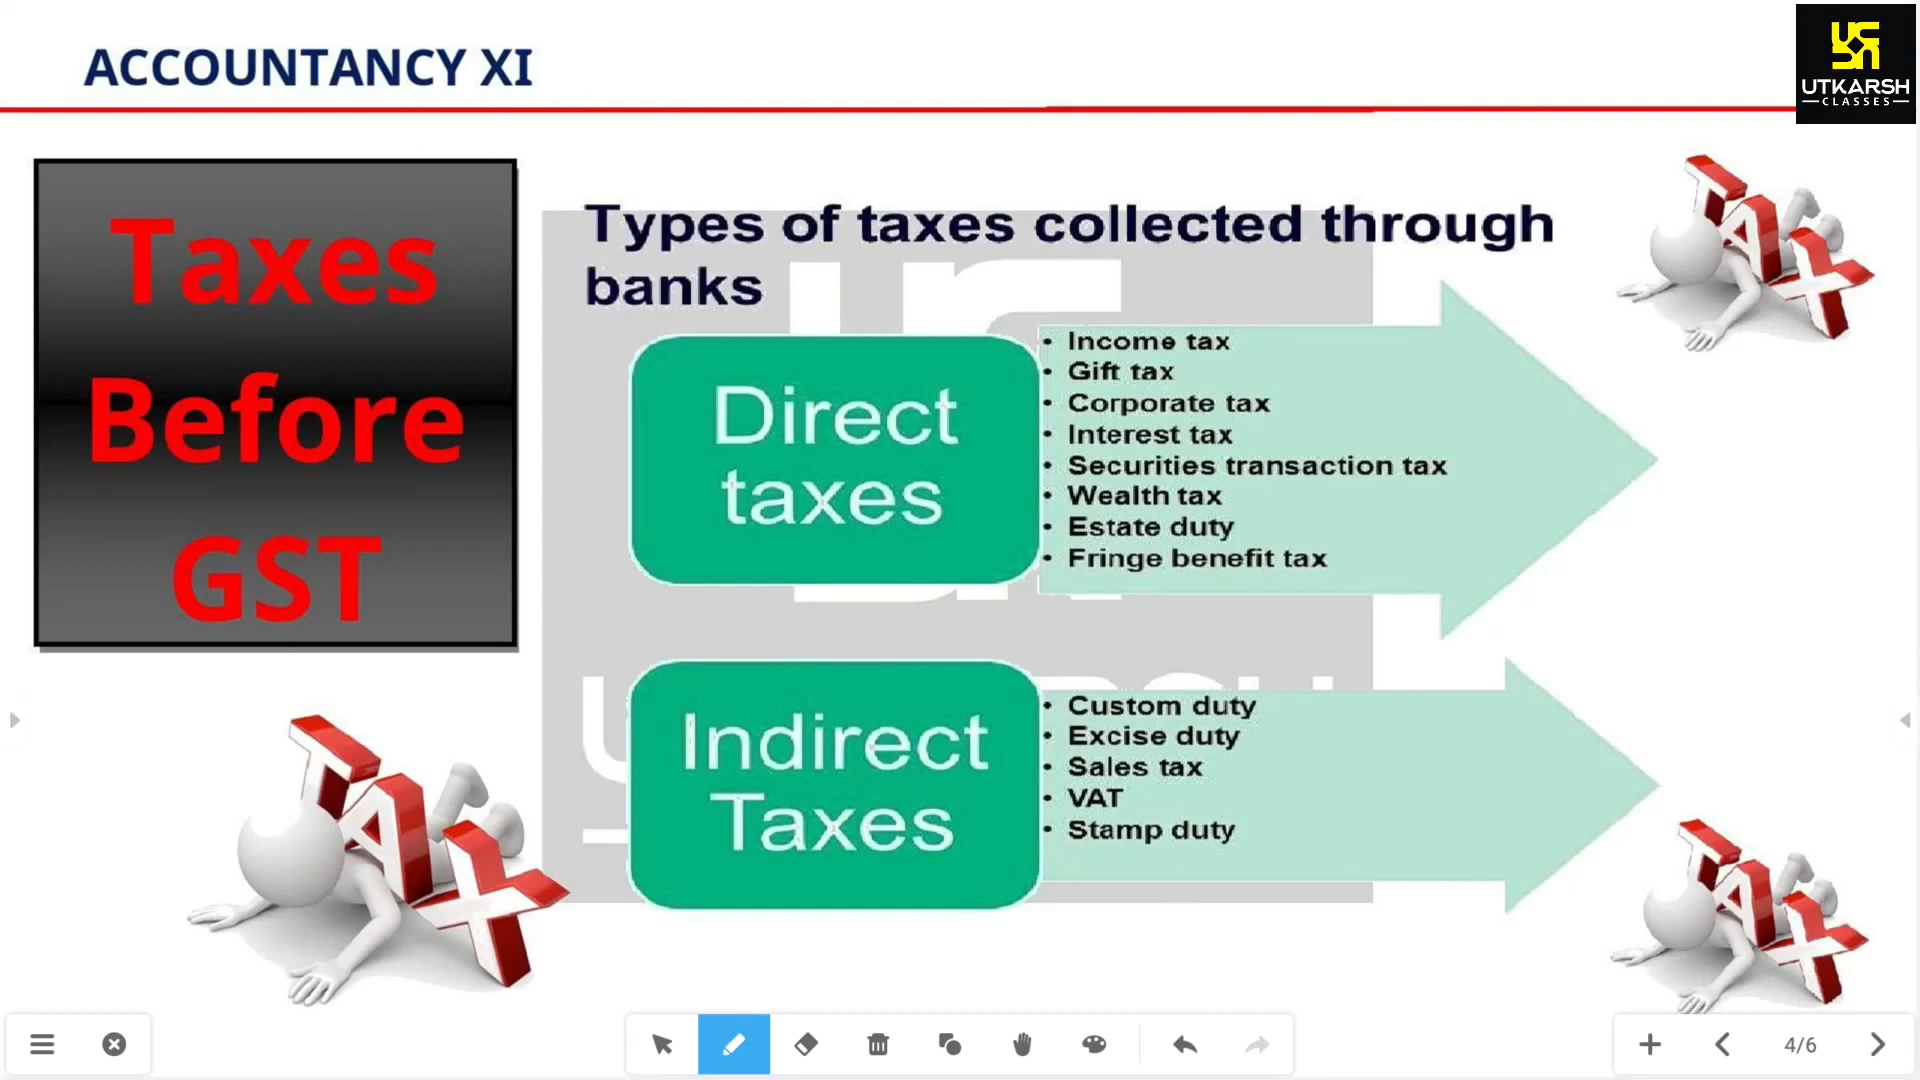 ACCOUNTANCY XI
UTKARSH
CLASSES
Taxes
Before
GST
Types of taxes collected through
banks
Direct
taxes
• Income tax
• Gift tax
• Corporate tax
• Interest tax
• Securities transaction tax
• Wealth tax
• Estate duty
• Fringe benefit tax
Indirect
Taxes
• Custom duty
• Excise duty
• Sales tax
• VAT
• Stamp duty
TAX
TAX
TAX
4/6